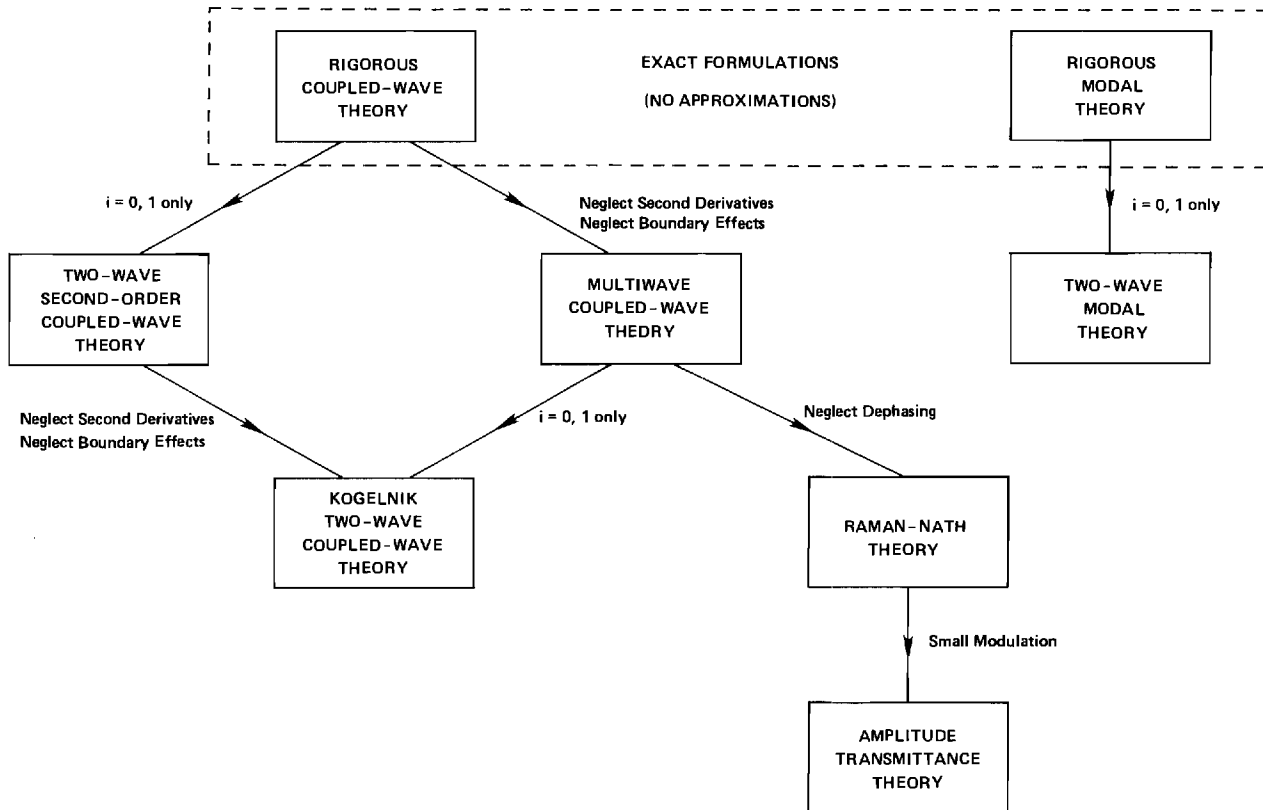 RIGOROUS
COUPLED-WAVE
THEORY
EXACT FORMULATIONS
(NO APPROXIMATIONS)
RIGOROUS
MODAL
THEORY
i = 0, 1 only
Neglect Second Derivatives
Neglect Boundary Effects
i = 0, 1 only
TWO-WAVE
SECOND-ORDER
COUPLED-WAVE
THEORY
MULTIWAVE
COUPLED-WAVE
THEDRY
TWO-WAVE
MODAL
THEORY
Neglect Second Derivatives
Neglect Boundary Effects
i = 0, 1 only
Neglect Dephasing
KOGELNIK
TWO-WAVE
COUPLED-WAVE
THEORY
RAMAN-NATH
THEORY
Small Modulation
AMPLITUDE
TRANSMITTANCE
THEORY